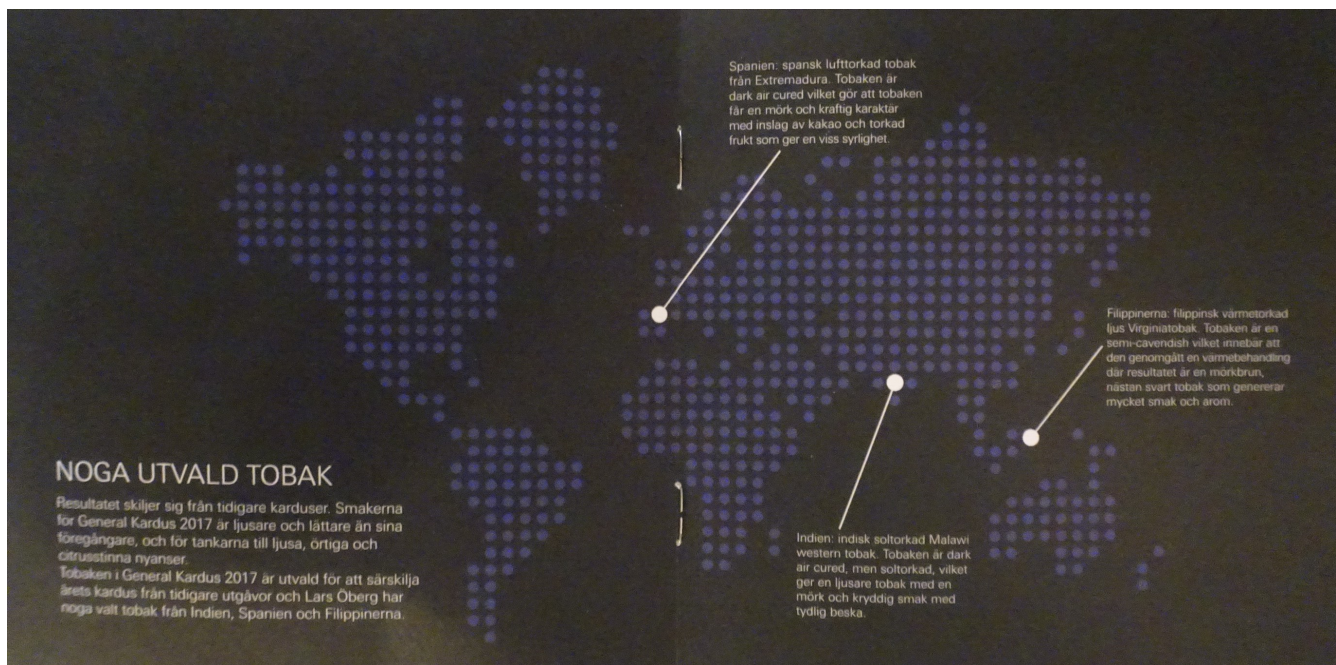 Spanien: spansk lufttorkad tobak
från Extremadura. Tobaken är
dark air cured vilket gör att tobaken
får en mörk och kraftig karaktär
med inslag av kakao och torkad
frukt som ger en viss syrlighet.
Filippinerna: filippinsk värmetorkad
ljus Virginiatobak. Tobaken är en
semi-cavendish vilket innebär att
den genomgått en värmebehandling
där resultatet är en mörkbrun,
nästan svart tobak som genererar
mycket smak och arom.
NOGA UTVALD TOBAK
Resultatet skiljer sig från tidigare karduser. Smakerna
för General Kardus 2017 är ljusare och lättare än sina
föregångare, och för tankarna till ljusa, örtiga och
citrusstinna nyanser.
Tobaken i General Kardus 2017 är utvald för att särskilja
årets kardus från tidigare utgåvor och Lars Öberg har
noga valt tobak från Indien, Spanien och Filippinerna.
Indien: indisk soltorkad Malawi
western tobak. Tobaken är dark
air cured, men soltorkad, vilket
ger en ljusare tobak med en
mörk och kryddig smak med
tydlig beska.